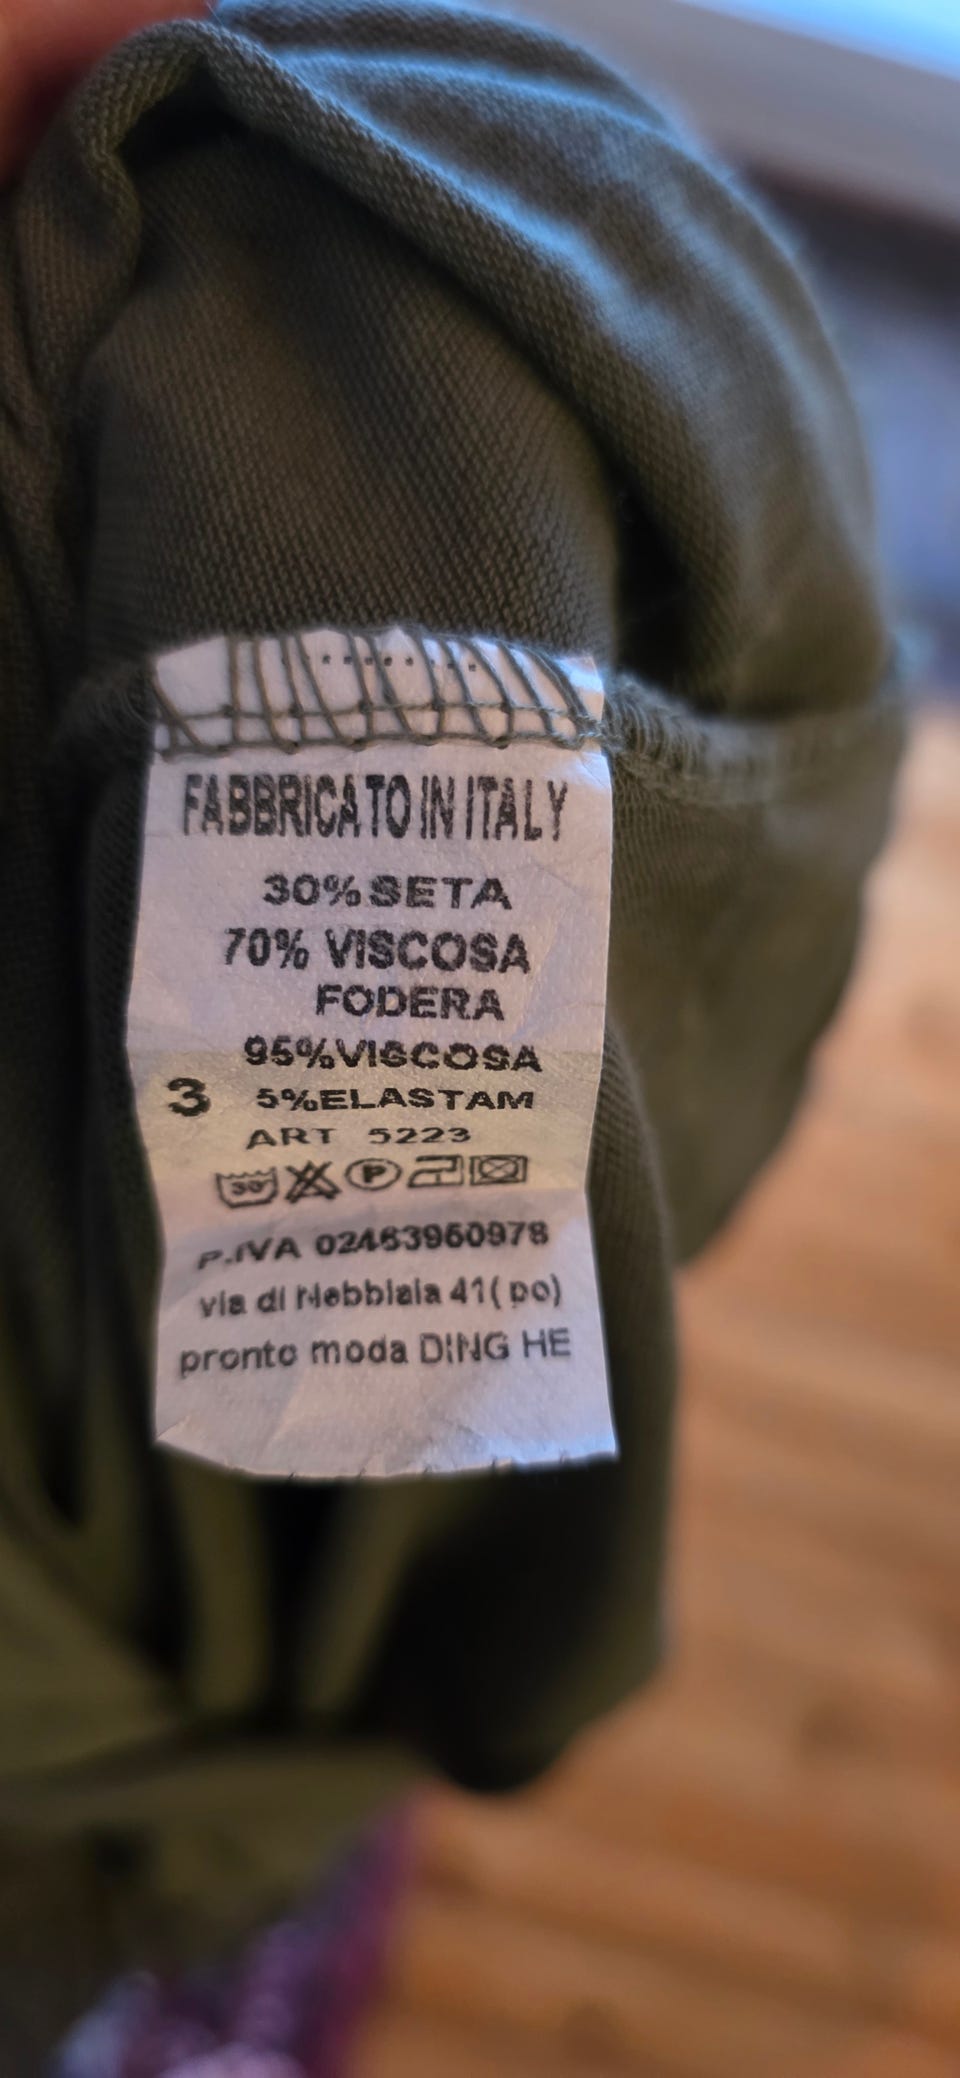 FABBRICATO IN ITALY
30% SETA
70% VISCOSA
FODERA
95%VISCOSA
3 5%ELASTAM
ART 5223
30° P
P.IVA 02463960978
via di Nebbiaia 41( po)
pronto moda DING HE